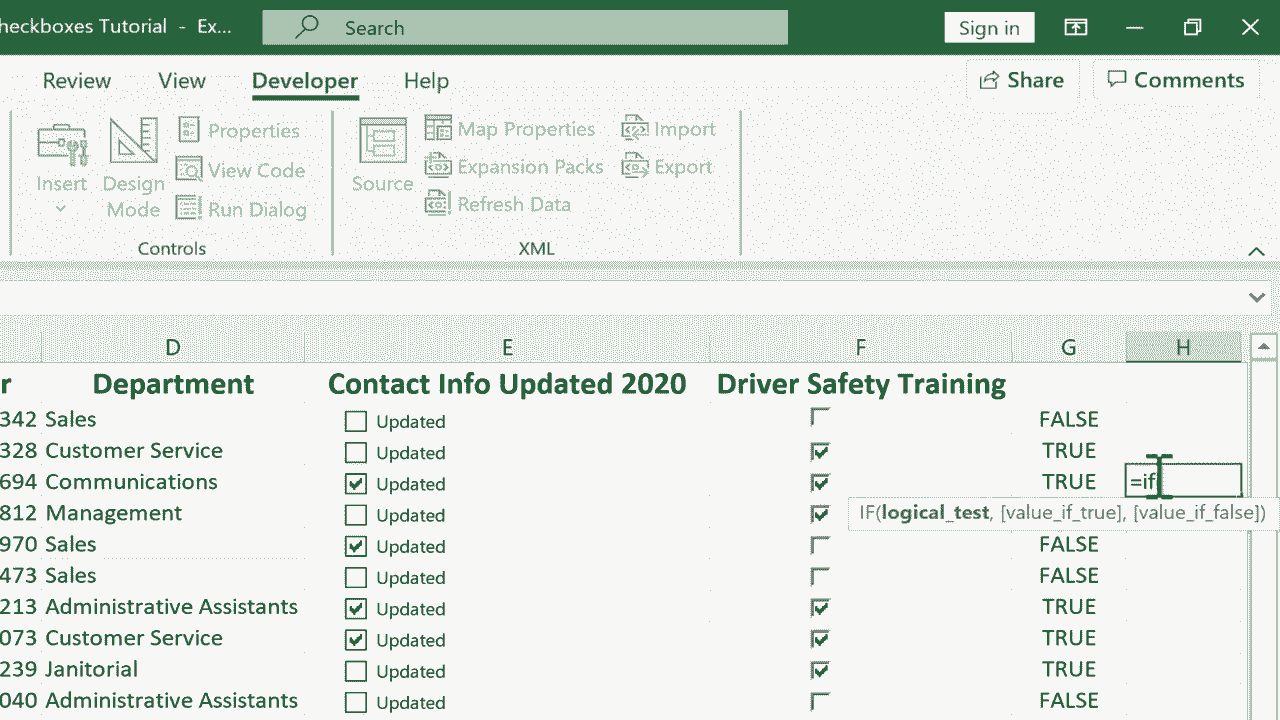 heckboxes Tutorial - Ex... Search Sign in
Review View Developer Help Share Comments
Insert Design Mode Properties View Code Run Dialog Controls
Source Map Properties Expansion Packs Refresh Data Import Export XML
D E F G H
r Department Contact Info Updated 2020 Driver Safety Training
342 Sales Updated FALSE
328 Customer Service Updated TRUE
694 Communications Updated TRUE =if(
812 Management Updated IF(logical_test, [value_if_true], [value_if_false])
970 Sales Updated FALSE
473 Sales Updated FALSE
213 Administrative Assistants Updated TRUE
073 Customer Service Updated TRUE
239 Janitorial Updated TRUE
040 Administrative Assistants Updated FALSE